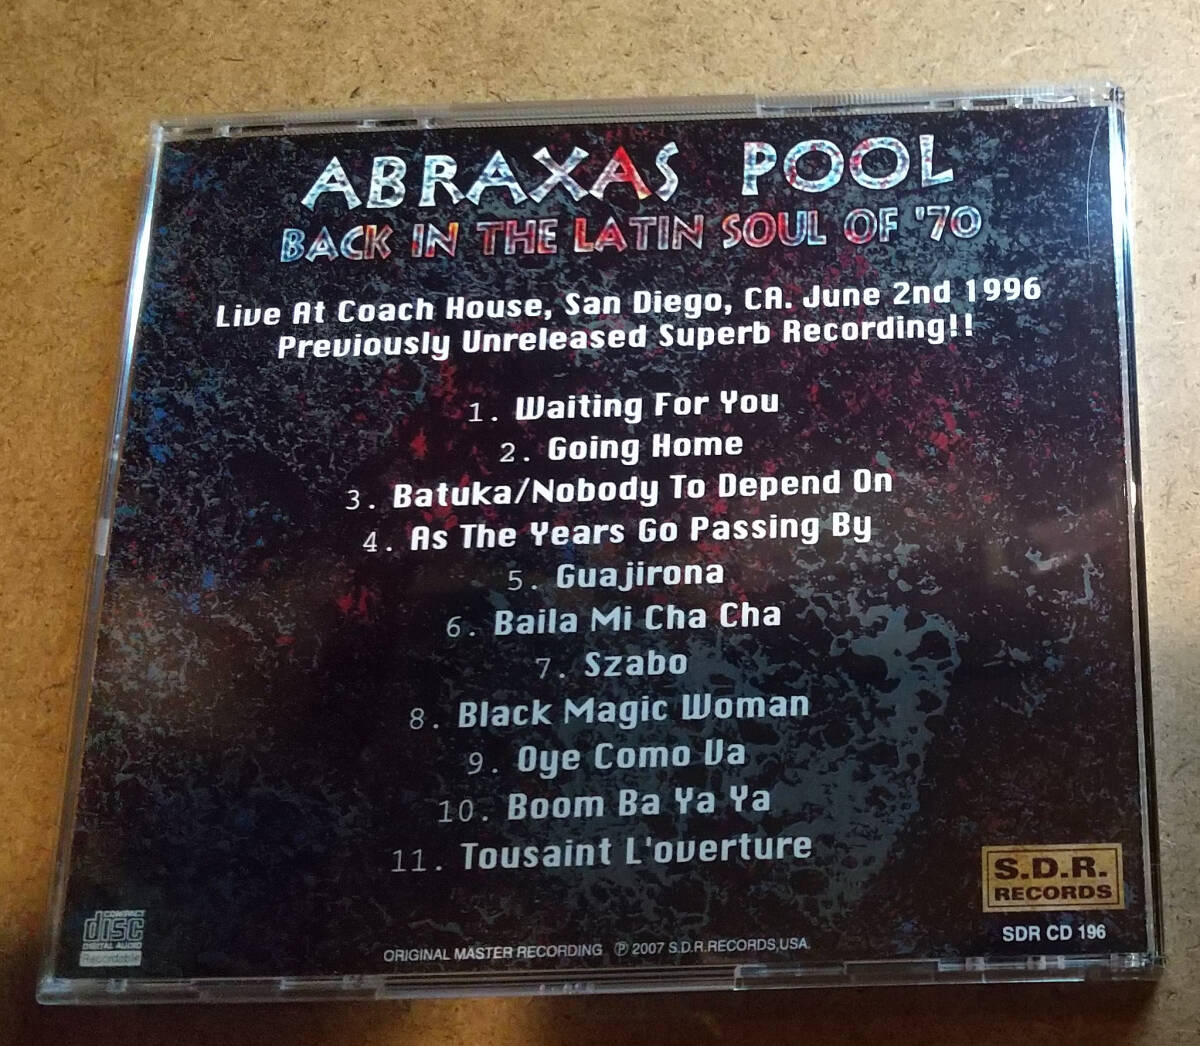 ABRAXAS POOL
BACK IN THE LATIN SOUL OF '70
Live At Coach House, San Diego, CA. June 2nd 1996
Previously Unreleased Superb Recording!!
1. Waiting For You
2. Going Home
3. Batuka/Nobody To Depend On
4. As The Years Go Passing By
5. Guajirona
6. Baila Mi Cha Cha
7. Szabo
8. Black Magic Woman
9. Oye Como Va
10. Boom Ba Ya Ya
11. Tousaint L'overture
S.D.R.
RECORDS
SDR CD 196
COMPACT
disc
DIGITAL AUDIO
Recordable
ORIGINAL MASTER RECORDING ℗ 2007 S.D.R.RECORDS,USA.